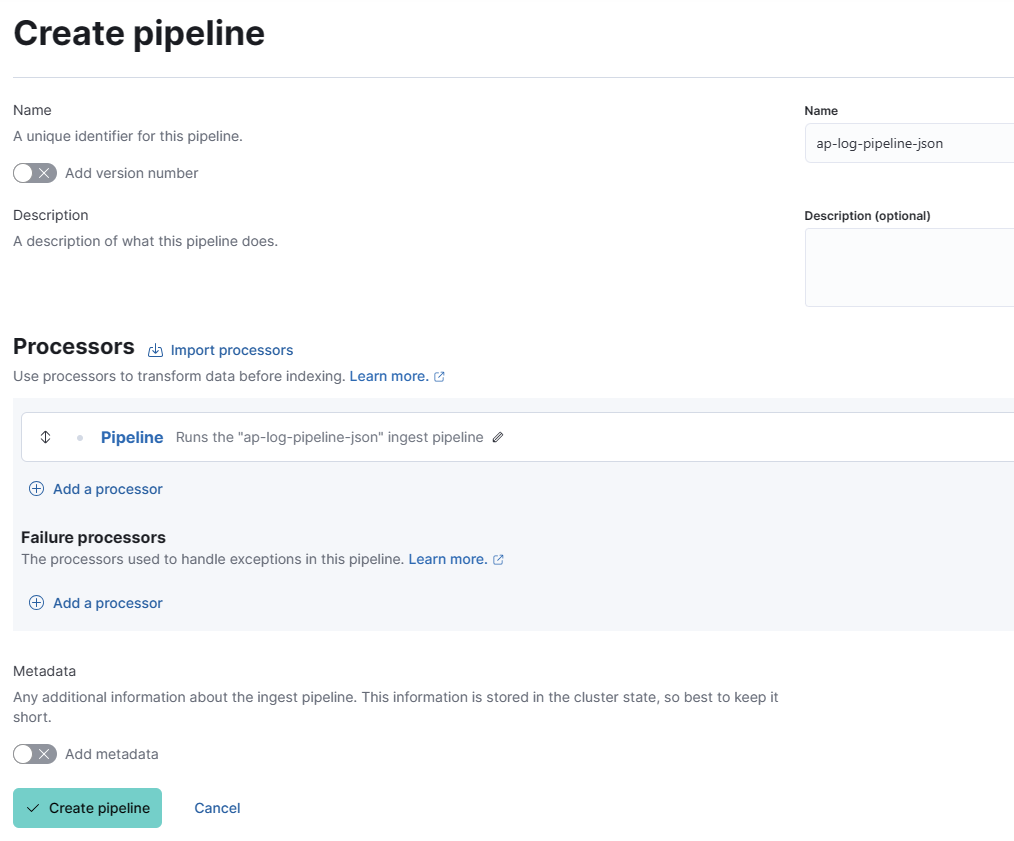 Create pipeline
Name
A unique identifier for this pipeline.
Add version number
Name
ap-log-pipeline-json
Description
A description of what this pipeline does.
Description (optional)
Processors
Import processors
Use processors to transform data before indexing. Learn more.
Pipeline Runs the "ap-log-pipeline-json" ingest pipeline
Add a processor
Failure processors
The processors used to handle exceptions in this pipeline. Learn more.
Add a processor
Metadata
Any additional information about the ingest pipeline. This information is stored in the cluster state, so best to keep it
short.
Add metadata
Create pipeline
Cancel